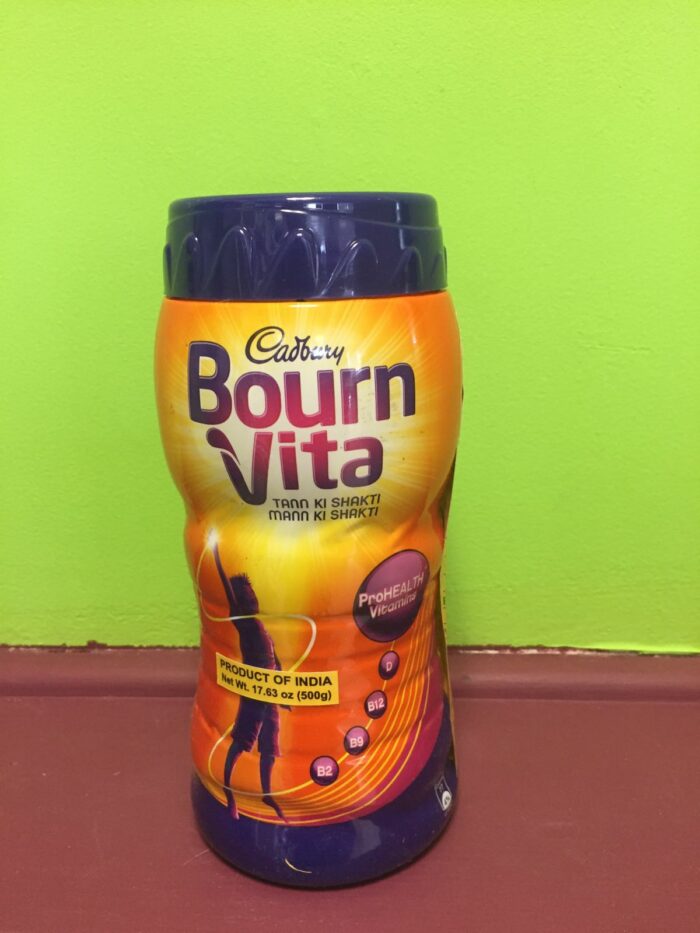 Cadbury
Bourn
Vita
TANN KI SHAKTI
MANN KI SHAKTI
ProHEALTH
Vitamins
D
B12
B9
B2
PRODUCT OF INDIA
Net Wt. 17.63 oz (500g)